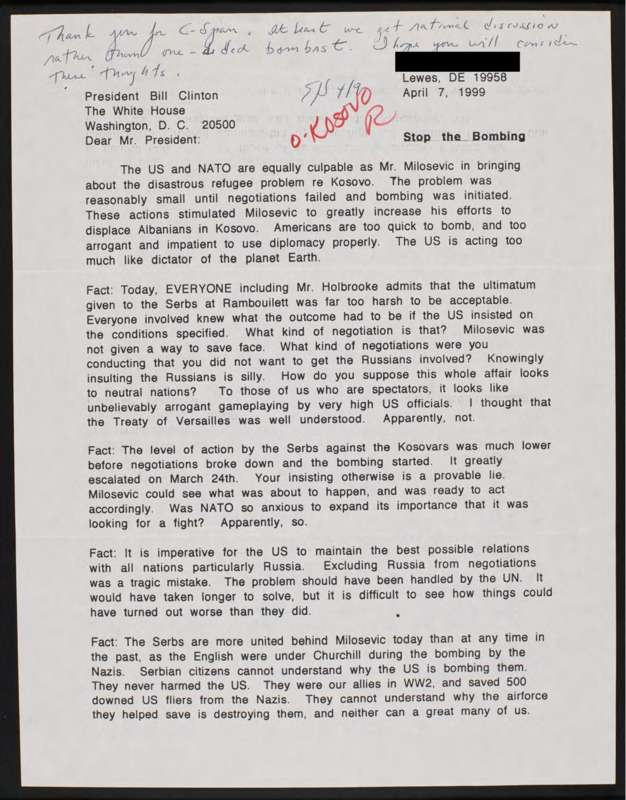 Thank you for C-Span. At least we get national discussion
rather than one-sided bombast. I hope you will consider
these thoughts.
Lewes, DE 19958
President Bill Clinton
April 7, 1999
The White House
Washington, D. C. 20500
O-KOSOVO
R
Dear Mr. President:
Stop the Bombing
The US and NATO are equally culpable as Mr. Milosevic in bringing
about the disastrous refugee problem re Kosovo. The problem was
reasonably small until negotiations failed and bombing was initiated.
These actions stimulated Milosevic to greatly increase his efforts to
displace Albanians in Kosovo. Americans are too quick to bomb, and too
arrogant and impatient to use diplomacy properly. The US is acting too
much like dictator of the planet Earth.
Fact: Today, EVERYONE including Mr. Holbrooke admits that the ultimatum
given to the Serbs at Rambouilett was far too harsh to be acceptable.
Everyone involved knew what the outcome had to be if the US insisted on
the conditions specified. What kind of negotiation is that? Milosevic was
not given a way to save face. What kind of negotiations were you
conducting that you did not want to get the Russians involved? Knowingly
insulting the Russians is silly. How do you suppose this whole affair looks
to neutral nations? To those of us who are spectators, it looks like
unbelievably arrogant gameplaying by very high US officials. I thought that
the Treaty of Versailles was well understood. Apparently, not.
Fact: The level of action by the Serbs against the Kosovars was much lower
before negotiations broke down and the bombing started. It greatly
escalated on March 24th. Your insisting otherwise is a provable lie.
Milosevic could see what was about to happen, and was ready to act
accordingly. Was NATO so anxious to expand its importance that it was
looking for a fight? Apparently, so.
Fact: It is imperative for the US to maintain the best possible relations
with all nations particularly Russia. Excluding Russia from negotiations
was a tragic mistake. The problem should have been handled by the UN. It
would have taken longer to solve, but it is difficult to see how things could
have turned out worse than they did.
Fact: The Serbs are more united behind Milosevic today than at any time in
the past, as the English were under Churchill during the bombing by the
Nazis. Serbian citizens cannot understand why the US is bombing them.
They never harmed the US. They were our allies in WW2, and saved 500
downed US fliers from the Nazis. They cannot understand why the airforce
they helped save is destroying them, and neither can a great many of us.